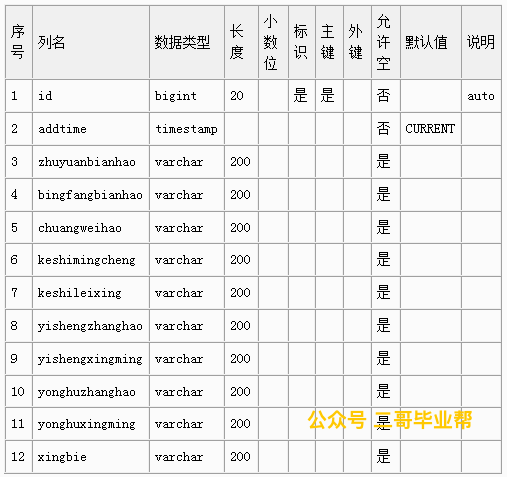 序号 列名 数据类型 长度 小数位 标识 主键 外键 允许空 默认值 说明
1 id bigint 20 是 是 否 auto
2 addtime timestamp 否 CURRENT
3 zhuyuanbianhao varchar 200 是
4 bingfangbianhao varchar 200 是
5 chuangweihao varchar 200 是
6 keshimingcheng varchar 200 是
7 keshileixing varchar 200 是
8 yishengzhanghao varchar 200 是
9 yishengxingming varchar 200 是
10 yonghuzhanghao varchar 200 是
11 yonghuxingming varchar 200 是
公众号 三哥毕业帮
12 xingbie varchar 200 是